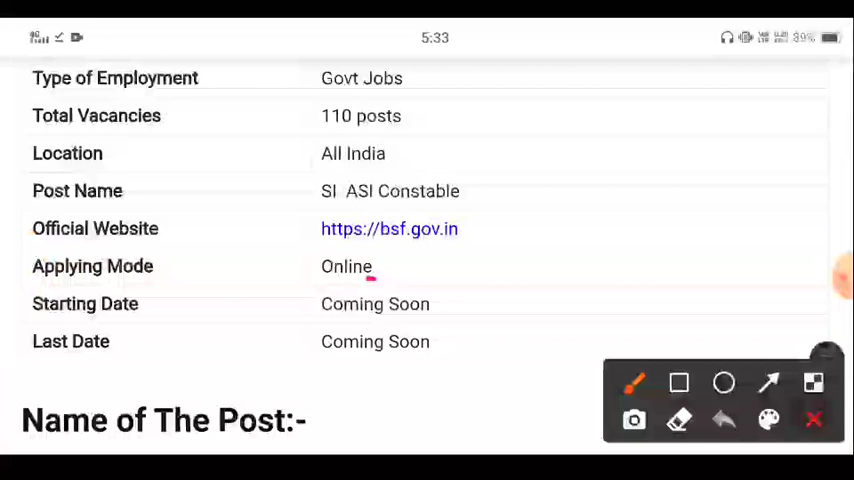 5:33
39%
Type of Employment Govt Jobs
Total Vacancies 110 posts
Location All India
Post Name SI ASI Constable
Official Website https://bsf.gov.in
Applying Mode Online
Starting Date Coming Soon
Last Date Coming Soon
Name of The Post:-